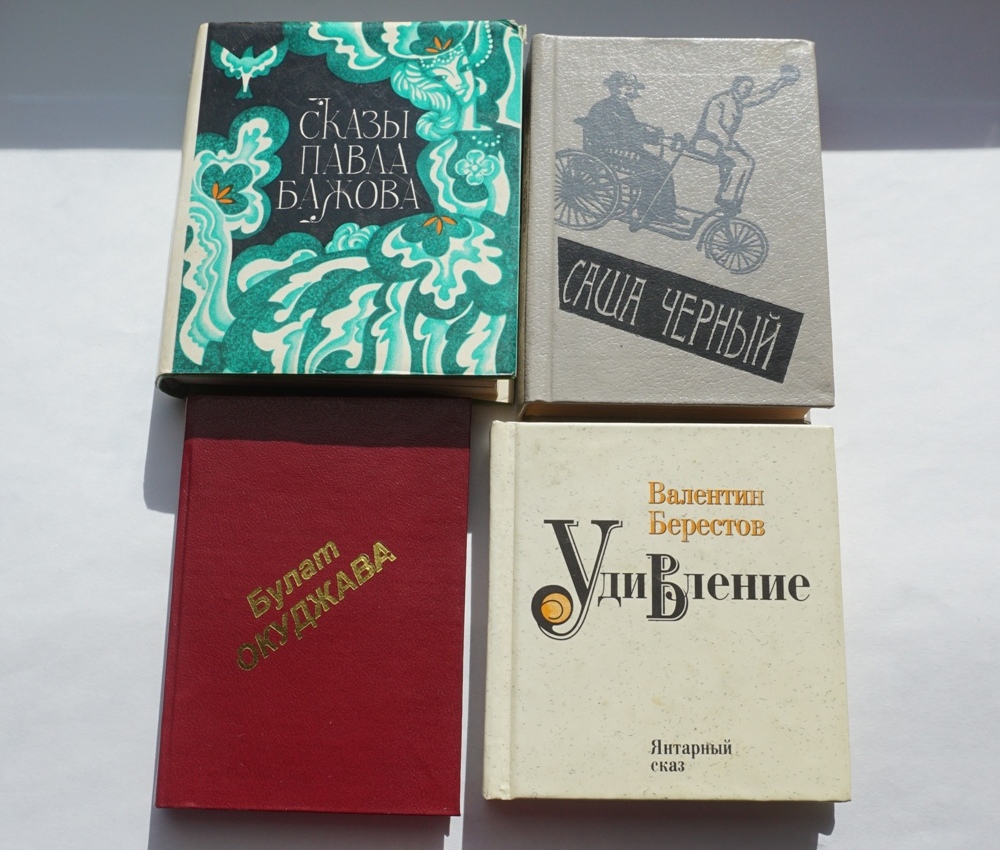 СКАЗЫ
ПАВЛА
БАЖОВА
САША ЧЕРНЫЙ
Булат
ОКУДЖАВА
Валентин
Берестов
УдиВление
Янтарный
сказ